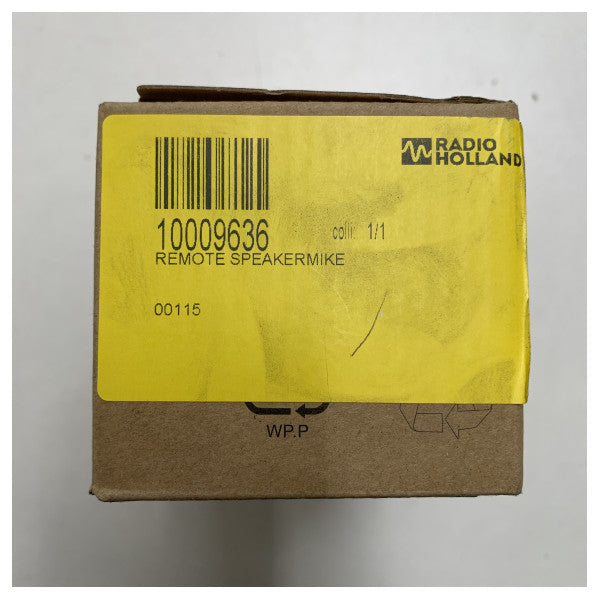 RADIO
HOLLAND
10009636 colli: 1/1
REMOTE SPEAKERMIKE
00115
WP.P